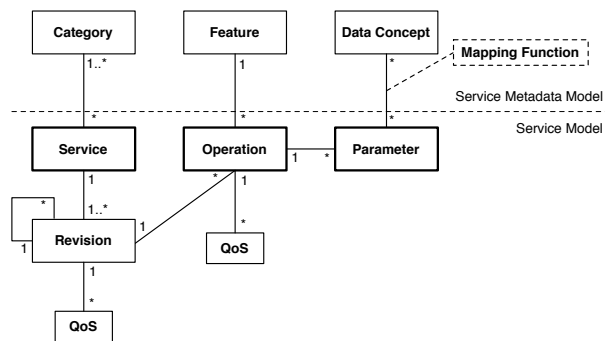 Category
Feature
Data Concept
1..*
1
*
Mapping Function
Service Metadata Model
*
*
*
Service Model
Service
Operation
1
*
Parameter
1
*
1
*
1..*
1
*
Revision
1
QoS
1
*
QoS